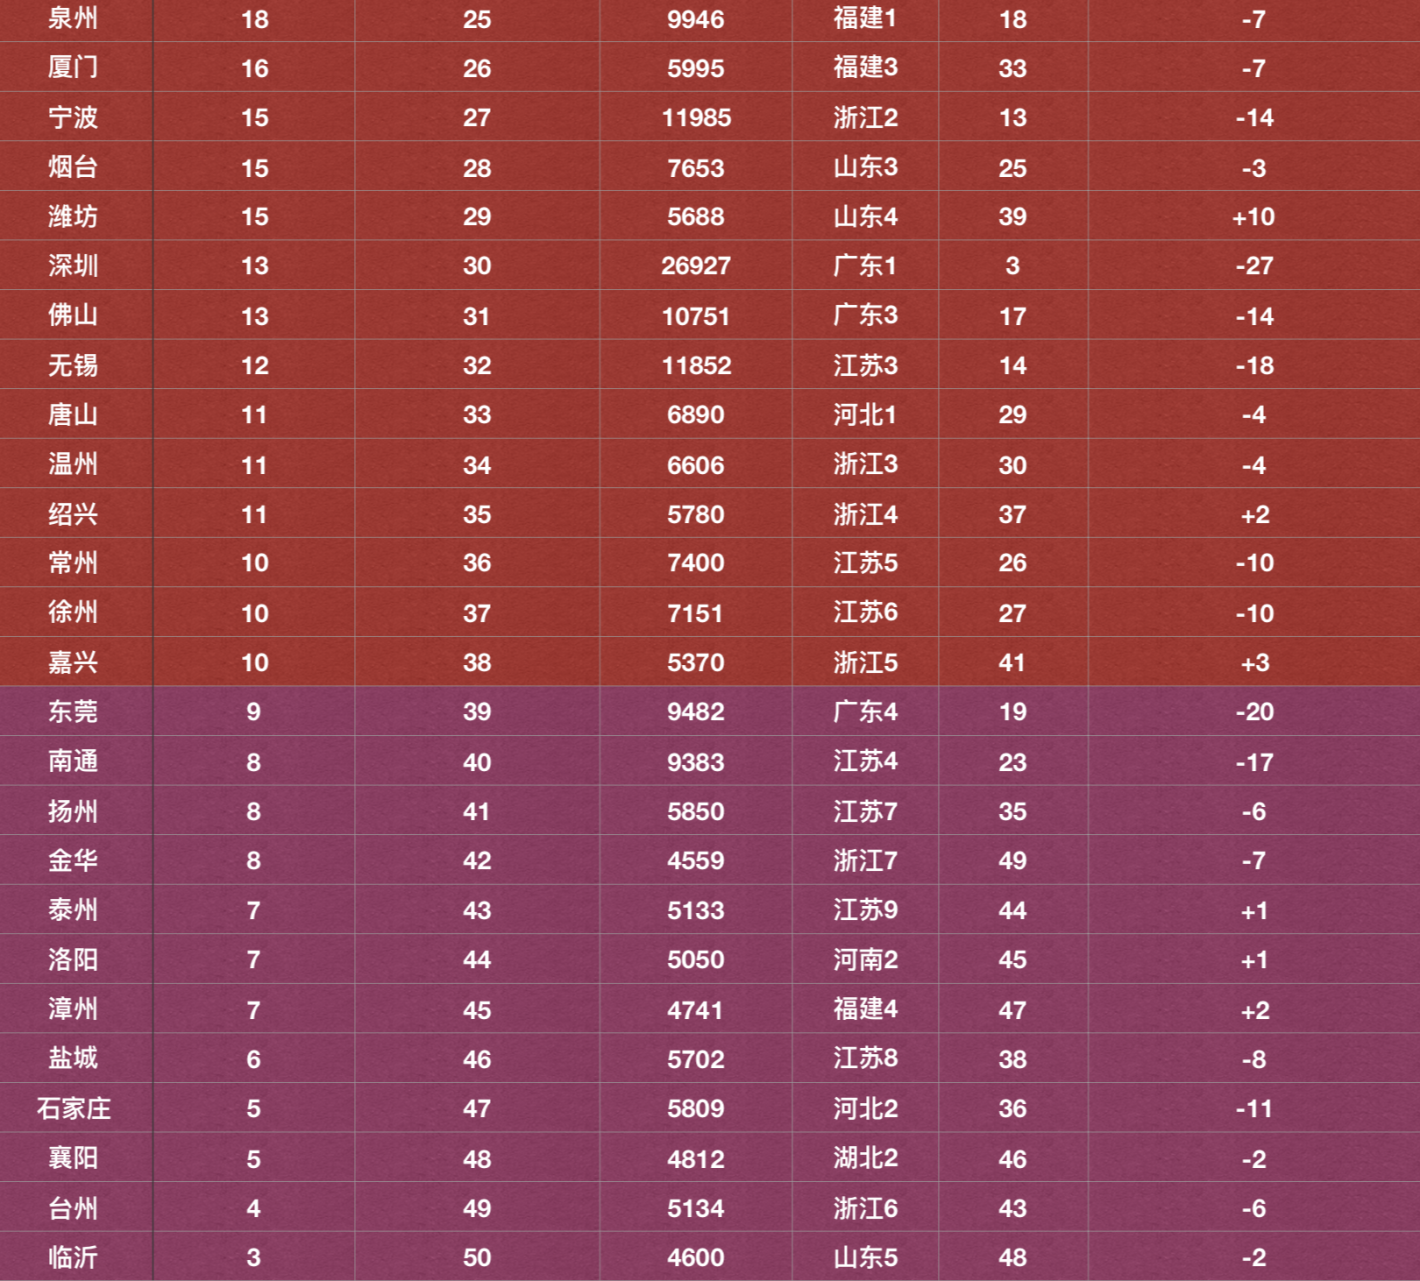 泉州 18 25 9946 福建1 18 -7
厦门 16 26 5995 福建3 33 -7
宁波 15 27 11985 浙江2 13 -14
烟台 15 28 7653 山东3 25 -3
潍坊 15 29 5688 山东4 39 +10
深圳 13 30 26927 广东1 3 -27
佛山 13 31 10751 广东3 17 -14
无锡 12 32 11852 江苏3 14 -18
唐山 11 33 6890 河北1 29 -4
温州 11 34 6606 浙江3 30 -4
绍兴 11 35 5780 浙江4 37 +2
常州 10 36 7400 江苏5 26 -10
徐州 10 37 7151 江苏6 27 -10
嘉兴 10 38 5370 浙江5 41 +3
东莞 9 39 9482 广东4 19 -20
南通 8 40 9383 江苏4 23 -17
扬州 8 41 5850 江苏7 35 -6
金华 8 42 4559 浙江7 49 -7
泰州 7 43 5133 江苏9 44 +1
洛阳 7 44 5050 河南2 45 +1
漳州 7 45 4741 福建4 47 +2
盐城 6 46 5702 江苏8 38 -8
石家庄 5 47 5809 河北2 36 -11
襄阳 5 48 4812 湖北2 46 -2
台州 4 49 5134 浙江6 43 -6
临沂 3 50 4600 山东5 48 -2